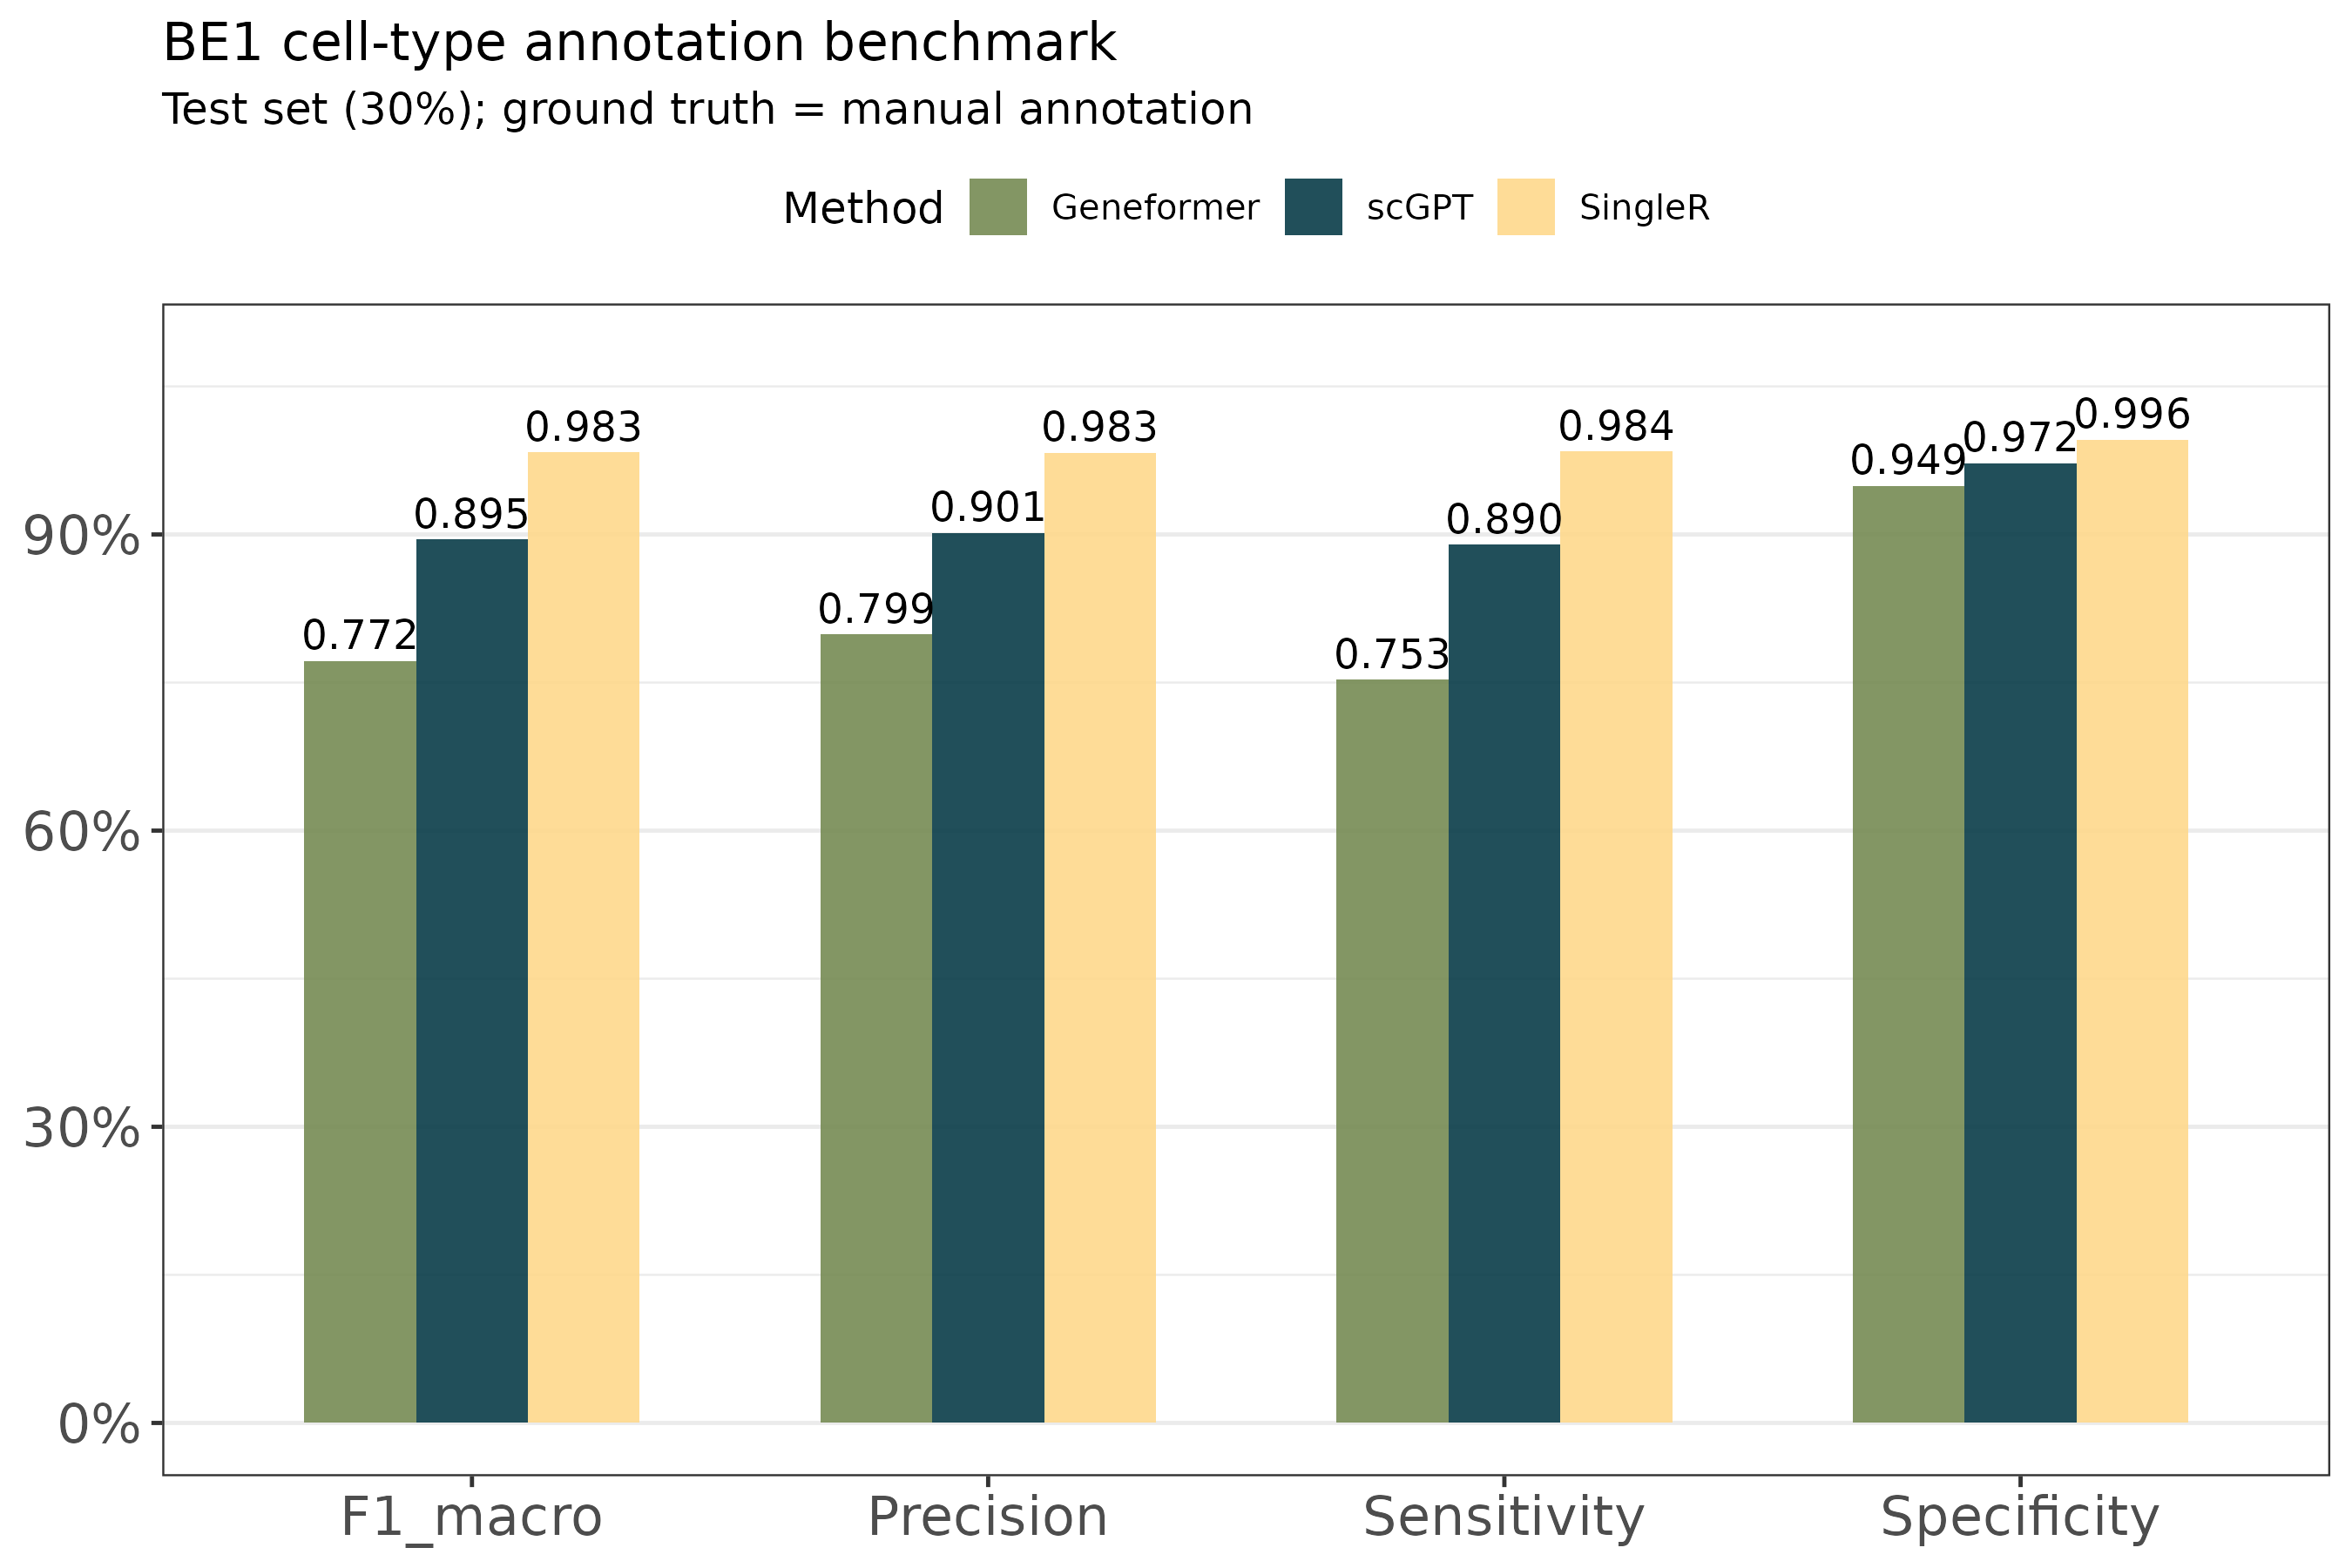 BE1 cell-type annotation benchmark
Test set (30%); ground truth = manual annotation
Method Geneformer scGPT SingleR
0.772 0.895 0.983 0.799 0.901 0.983 0.753 0.890 0.984 0.949 0.972 0.996
90%
60%
30%
0%
F1_macro Precision Sensitivity Specificity